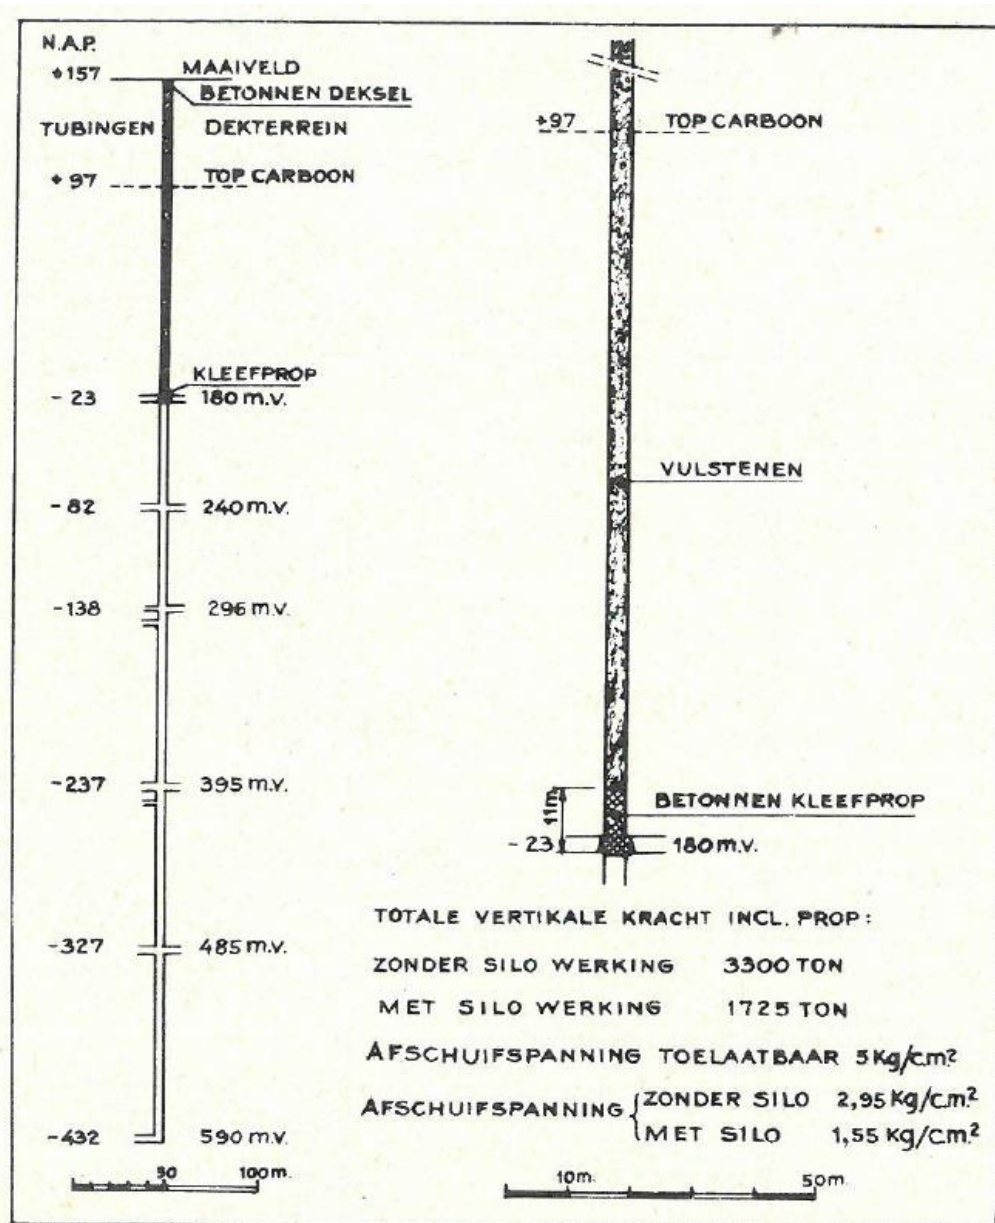 N.A.P.
+157 MAAIVELD
BETONNEN DEKSEL
TUBINGEN DEKTERREIN
+97 TOP CARBOON
KLEEFPROP
-23 180 m.v.
-82 240 m.v.
-138 296 m.v.
-237 395 m.v.
-327 485 m.v.
-432 590 m.v.
50 100 m.
+97 TOP CARBOON
VULSTENEN
11m
BETONNEN KLEEFPROP
-23 180 m.v.
TOTALE VERTIKALE KRACHT INCL. PROP:
ZONDER SILO WERKING 3300 TON
MET SILO WERKING 1725 TON
AFSCHUIFSPANNING TOELAATBAAR 5 Kg/cm²
AFSCHUIFSPANNING { ZONDER SILO 2,95 Kg/cm²
MET SILO 1,55 Kg/cm²
10m. 50m.